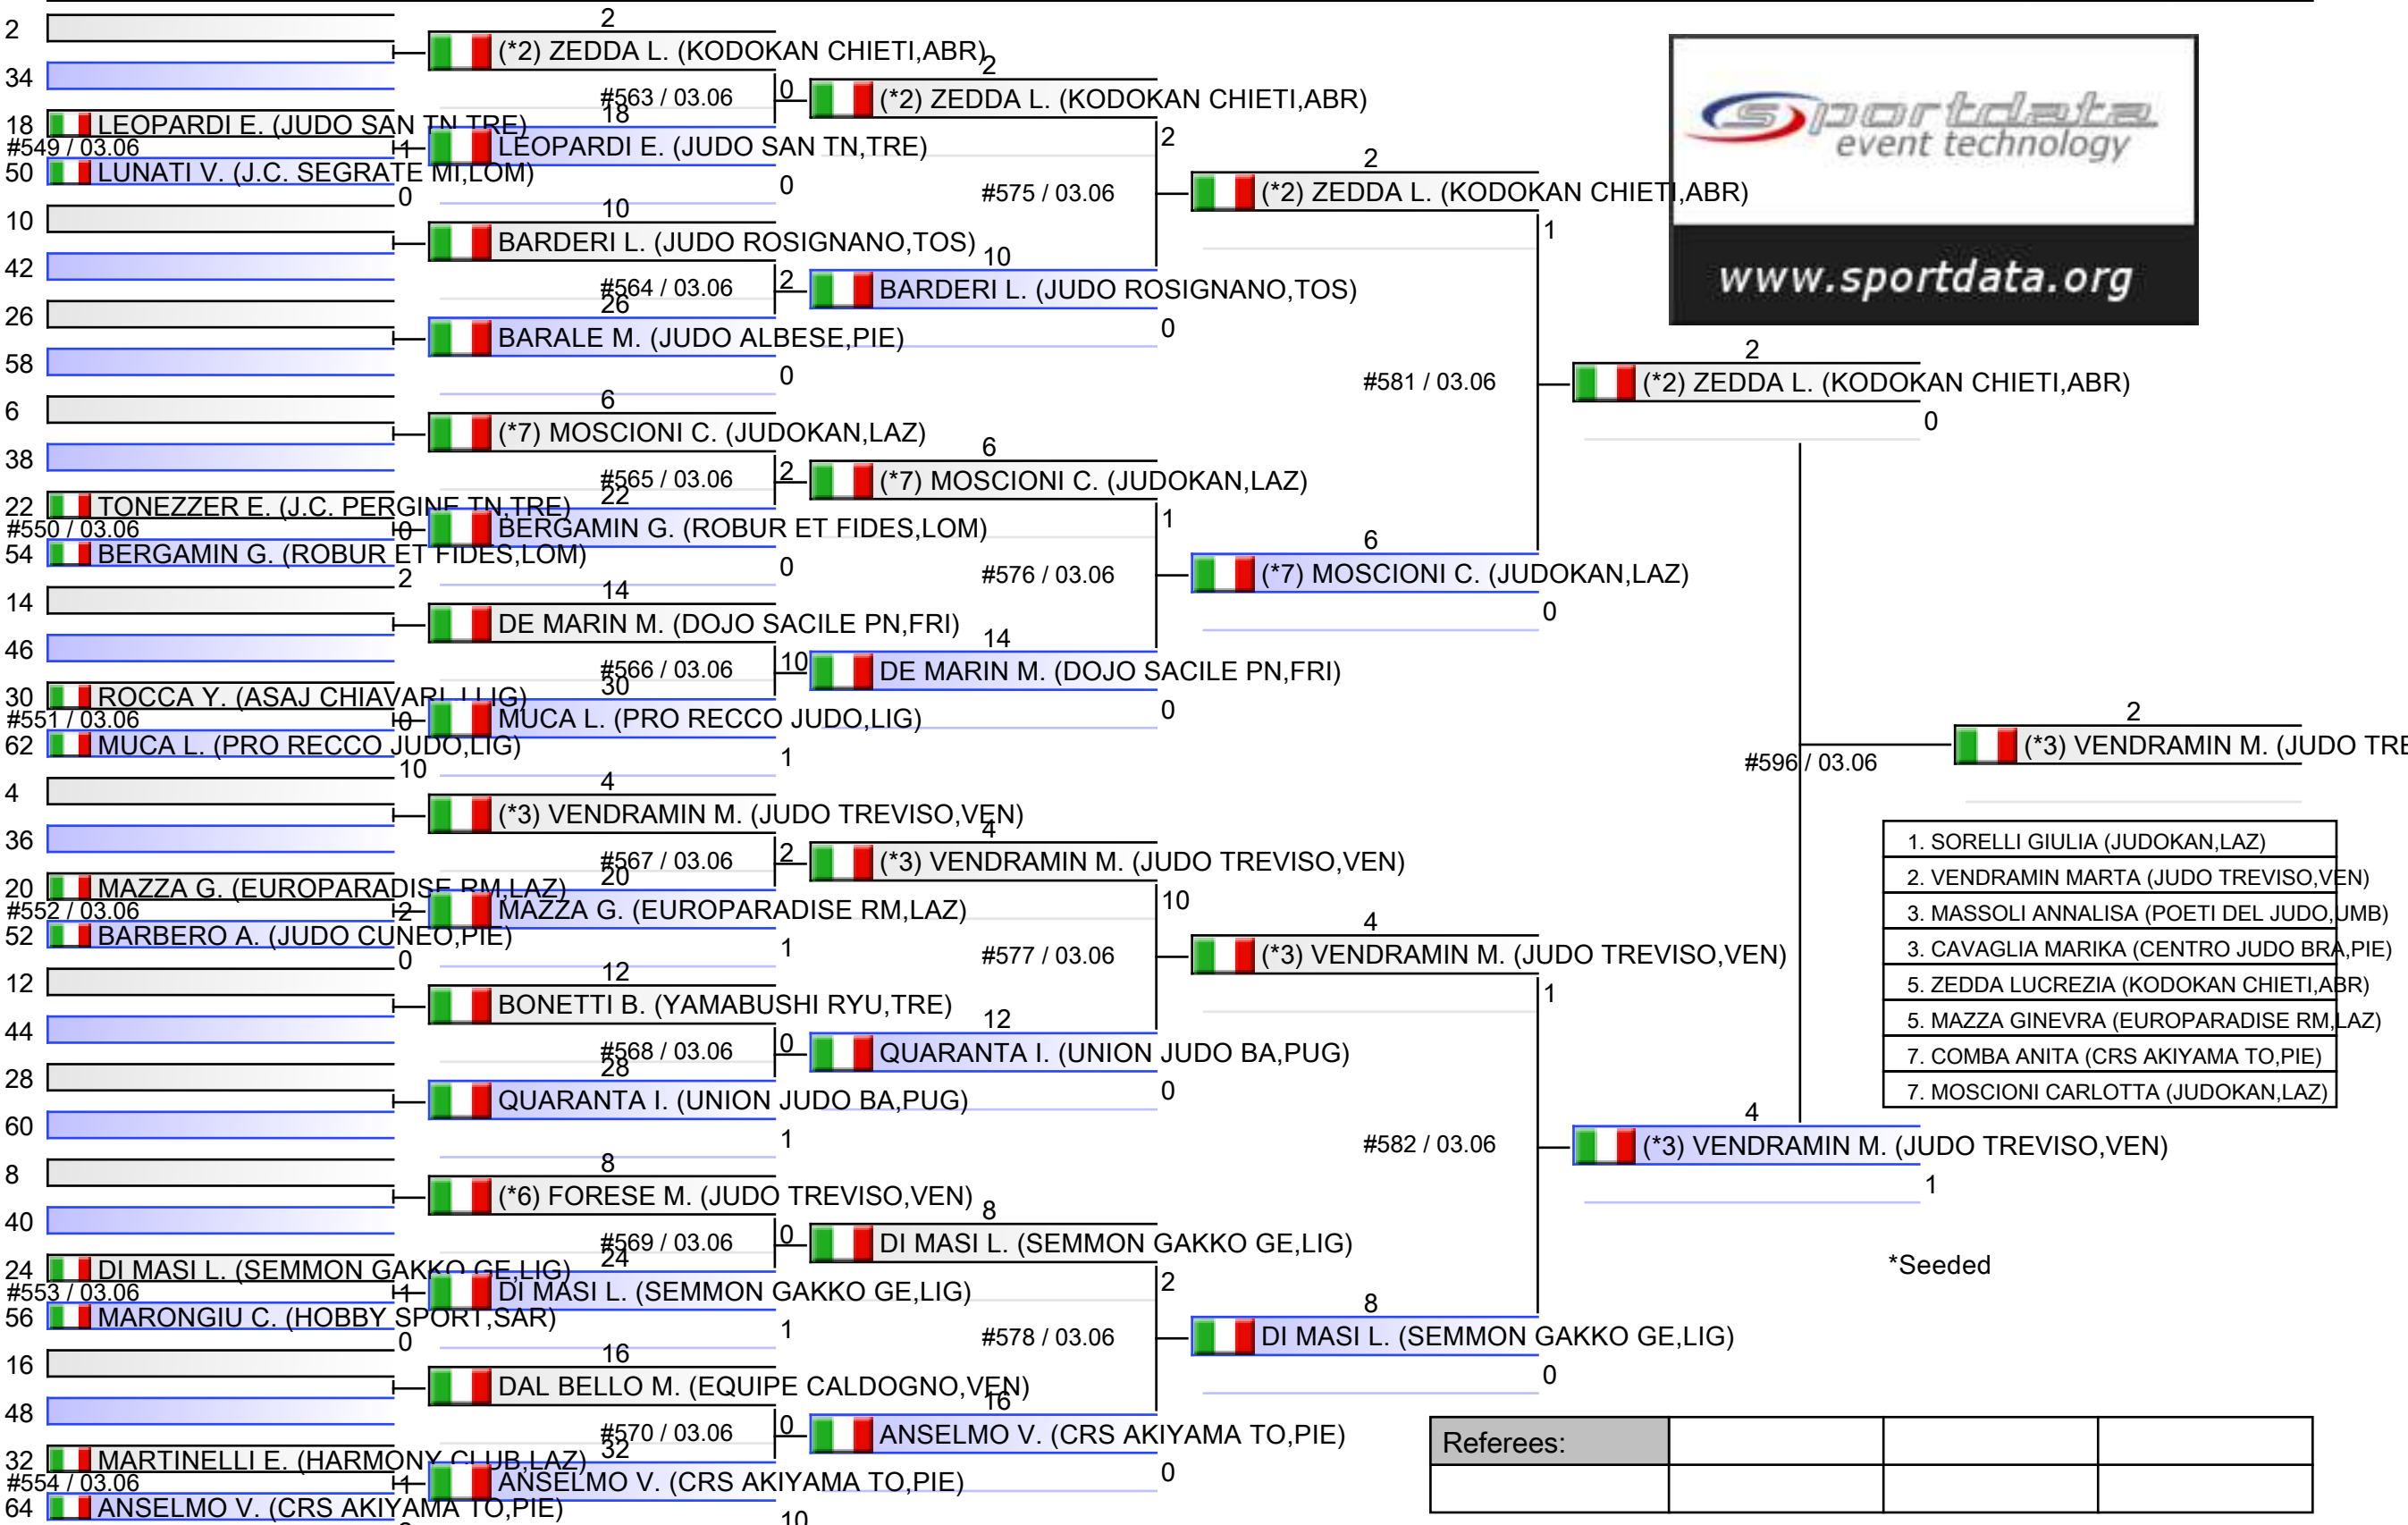 2
34
18 LEOPARDI E. (JUDO SAN TN,TRE)
#549 / 03.06 1
50 LUNATI V. (J.C. SEGRATE MI,LOM)
0
10
42
26
58
6
38
22 TONEZZER E. (J.C. PERGINE TN,TRE)
#550 / 03.06 0
54 BERGAMIN G. (ROBUR ET FIDES,LOM)
2
14
46
30 ROCCA Y. (ASAJ CHIAVARI, LIG)
#551 / 03.06 0
62 MUCA L. (PRO RECCO JUDO,LIG)
10
4
36
20 MAZZA G. (EUROPARADISE RM,LAZ)
#552 / 03.06 2
52 BARBERO A. (JUDO CUNEO,PIE)
0
12
44
28
60
8
40
24 DI MASI L. (SEMMON GAKKO GE,LIG)
#553 / 03.06 1
56 MARONGIU C. (HOBBY SPORT,SAR)
0
16
48
32 MARTINELLI E. (HARMONY CLUB,LAZ)
#554 / 03.06 1
64 ANSELMO V. (CRS AKIYAMA TO,PIE)
2
(*2) ZEDDA L. (KODOKAN CHIETI,ABR)
#563 / 03.06 0
18
LEOPARDI E. (JUDO SAN TN,TRE)
0
10
BARDERI L. (JUDO ROSIGNANO,TOS)
#564 / 03.06 2
26
BARALE M. (JUDO ALBESE,PIE)
0
6
(*7) MOSCIONI C. (JUDOKAN,LAZ)
#565 / 03.06 2
22
BERGAMIN G. (ROBUR ET FIDES,LOM)
0
14
DE MARIN M. (DOJO SACILE PN,FRI)
#566 / 03.06 10
30
MUCA L. (PRO RECCO JUDO,LIG)
1
4
(*3) VENDRAMIN M. (JUDO TREVISO,VEN)
#567 / 03.06 2
20
MAZZA G. (EUROPARADISE RM,LAZ)
1
12
BONETTI B. (YAMABUSHI RYU,TRE)
#568 / 03.06 0
28
QUARANTA I. (UNION JUDO BA,PUG)
1
8
(*6) FORESE M. (JUDO TREVISO,VEN)
#569 / 03.06 0
24
DI MASI L. (SEMMON GAKKO GE,LIG)
1
16
DAL BELLO M. (EQUIPE CALDOGNO,VEN)
#570 / 03.06 0
32
ANSELMO V. (CRS AKIYAMA TO,PIE)
10
2
(*2) ZEDDA L. (KODOKAN CHIETI,ABR)
2
#575 / 03.06
10
BARDERI L. (JUDO ROSIGNANO,TOS)
0
6
(*7) MOSCIONI C. (JUDOKAN,LAZ)
1
#576 / 03.06
14
DE MARIN M. (DOJO SACILE PN,FRI)
0
4
(*3) VENDRAMIN M. (JUDO TREVISO,VEN)
10
#577 / 03.06
12
QUARANTA I. (UNION JUDO BA,PUG)
0
8
DI MASI L. (SEMMON GAKKO GE,LIG)
2
#578 / 03.06
16
ANSELMO V. (CRS AKIYAMA TO,PIE)
0
2
(*2) ZEDDA L. (KODOKAN CHIETI,ABR)
1
#581 / 03.06
6
(*7) MOSCIONI C. (JUDOKAN,LAZ)
0
4
(*3) VENDRAMIN M. (JUDO TREVISO,VEN)
1
#582 / 03.06
8
DI MASI L. (SEMMON GAKKO GE,LIG)
0
sportdata
event technology
www.sportdata.org
2
(*2) ZEDDA L. (KODOKAN CHIETI,ABR)
0
#596 / 03.06
4
(*3) VENDRAMIN M. (JUDO TREVISO,VEN)
1
2
(*3) VENDRAMIN M. (JUDO TRE
1. SORELLI GIULIA (JUDOKAN,LAZ)
2. VENDRAMIN MARTA (JUDO TREVISO,VEN)
3. MASSOLI ANNALISA (POETI DEL JUDO,UMB)
3. CAVAGLIA MARIKA (CENTRO JUDO BRA,PIE)
5. ZEDDA LUCREZIA (KODOKAN CHIETI,ABR)
5. MAZZA GINEVRA (EUROPARADISE RM,LAZ)
7. COMBA ANITA (CRS AKIYAMA TO,PIE)
7. MOSCIONI CARLOTTA (JUDOKAN,LAZ)
*Seeded
Referees: